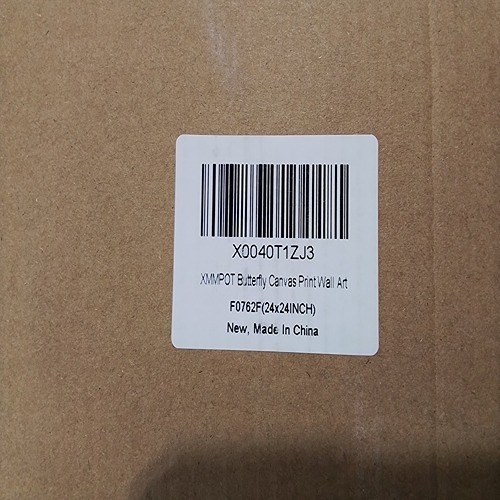 X0040T1ZJ3
XMMPOT Butterfly Canvas Print Wall Art
F0762F(24x24INCH)
New, Made In China